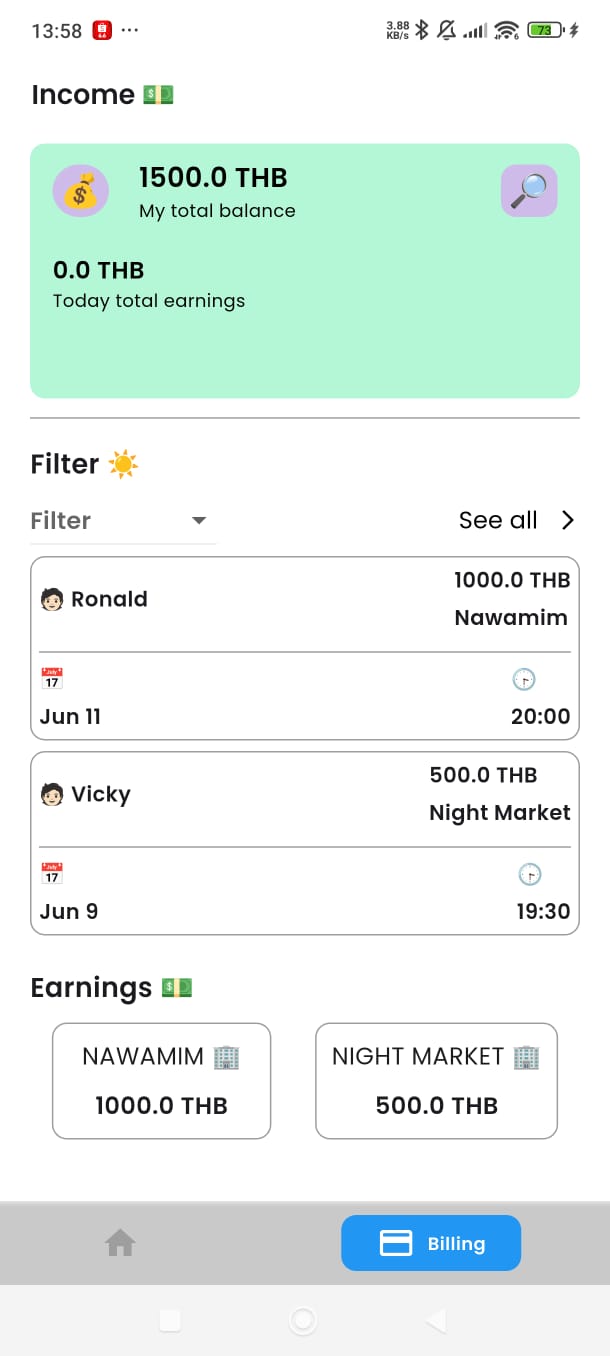 13:58 ... 3.88 KB/s 73
Income
1500.0 THB
My total balance
0.0 THB
Today total earnings
Filter
Filter See all
Ronald 1000.0 THB
Nawamim
Jun 11 20:00
Vicky 500.0 THB
Night Market
Jun 9 19:30
Earnings
NAWAMIM NIGHT MARKET
1000.0 THB 500.0 THB
Billing